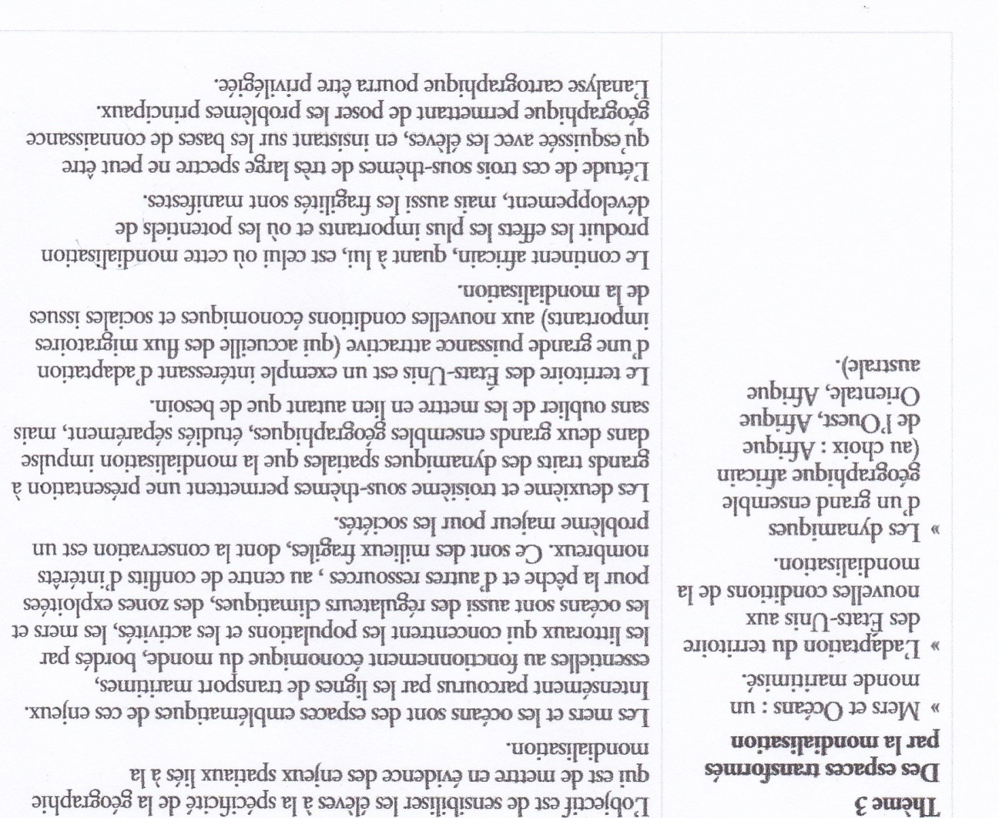 Thème 3
Des espaces transformés
par la mondialisation
» Mers et Océans : un
monde maritimisé.
» L'adaptation du territoire
des États-Unis aux
nouvelles conditions de la
mondialisation.
» Les dynamiques
d'un grand ensemble
géographique africain
(au choix : Afrique
de l'Ouest, Afrique
Orientale, Afrique
australe).
L'objectif est de sensibiliser les élèves à la spécificité de la géographie
qui est de mettre en évidence des enjeux spatiaux liés à la
mondialisation.
Les mers et les océans sont des espaces emblématiques de ces enjeux.
Intensément parcourus par les lignes de transport maritimes,
essentielles au fonctionnement économique du monde, bordés par
les littoraux qui concentrent les populations et les activités, les mers et
les océans sont aussi des régulateurs climatiques, des zones exploitées
pour la pêche et d'autres ressources , au centre de conflits d'intérêts
nombreux. Ce sont des milieux fragiles, dont la conservation est un
problème majeur pour les sociétés.
Les deuxième et troisième sous-thèmes permettent une présentation à
grands traits des dynamiques spatiales que la mondialisation impulse
dans deux grands ensembles géographiques, étudiés séparément, mais
sans oublier de les mettre en lien autant que de besoin.
Le territoire des États-Unis est un exemple intéressant d'adaptation
d'une grande puissance attractive (qui accueille des flux migratoires
importants) aux nouvelles conditions économiques et sociales issues
de la mondialisation.
Le continent africain, quant à lui, est celui où cette mondialisation
produit les effets les plus importants et où les potentiels de
développement, mais aussi les fragilités sont manifestes.
L'étude de ces trois sous-thèmes de très large spectre ne peut être
qu'esquissée avec les élèves, en insistant sur les bases de connaissance
géographique permettant de poser les problèmes principaux.
L'analyse cartographique pourra être privilégiée.